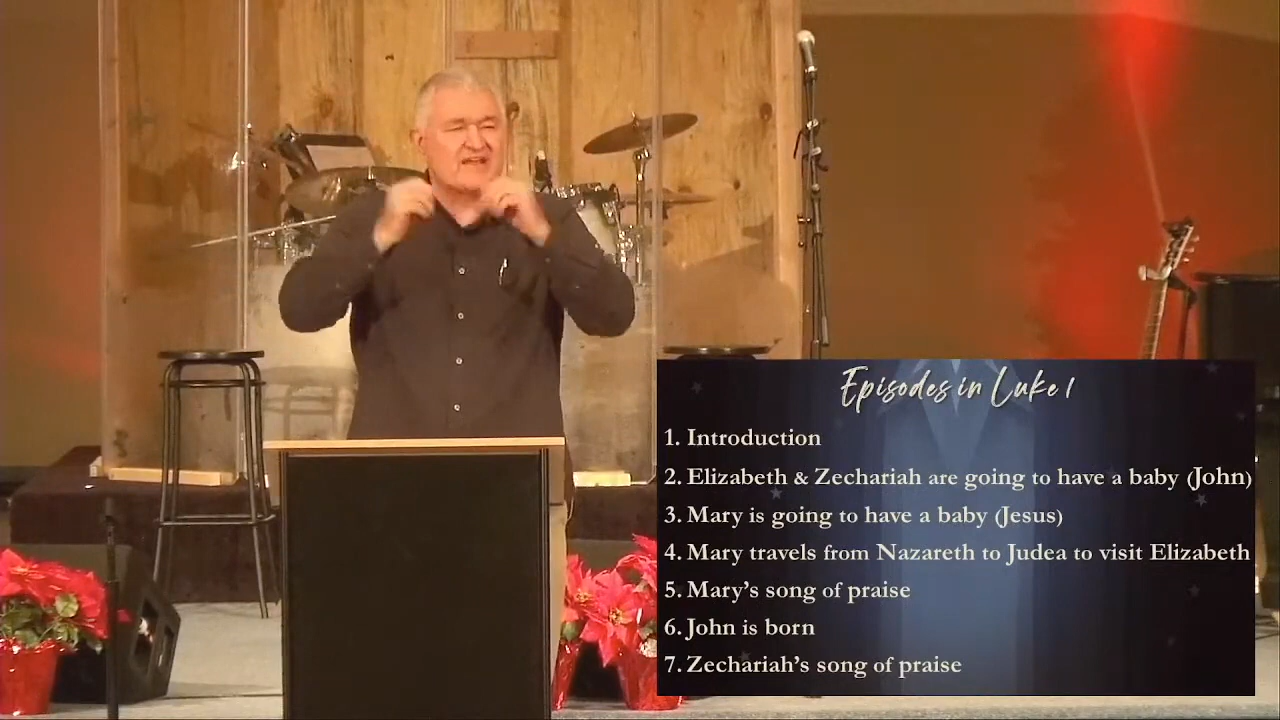 Episodes in Luke 1
1. Introduction
2. Elizabeth & Zechariah are going to have a baby (John)
3. Mary is going to have a baby (Jesus)
4. Mary travels from Nazareth to Judea to visit Elizabeth
5. Mary's song of praise
6. John is born
7. Zechariah's song of praise